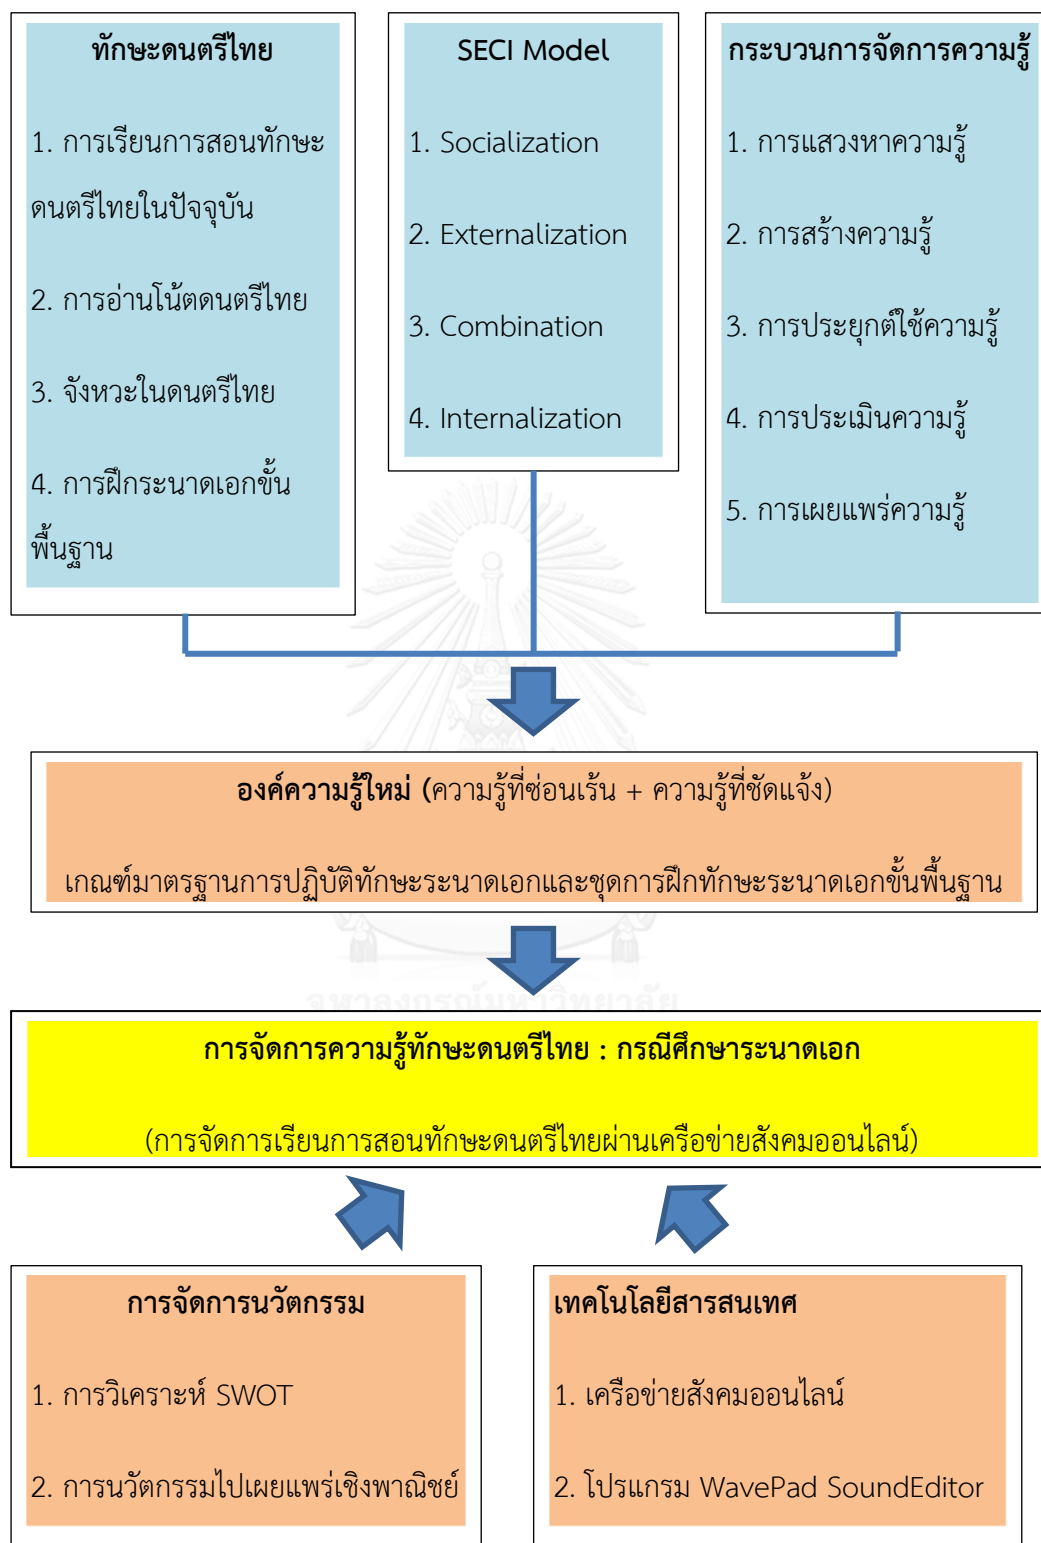 ทักษะดนตรีไทย
1. การเรียนการสอนทักษะ
ดนตรีไทยในปัจจุบัน
2. การอ่านโน้ตดนตรีไทย
3. จังหวะในดนตรีไทย
4. การฝึกระนาดเอกขั้น
พื้นฐาน
SECI Model
1. Socialization
2. Externalization
3. Combination
4. Internalization
กระบวนการจัดการความรู้
1. การแสวงหาความรู้
2. การสร้างความรู้
3. การประยุกต์ใช้ความรู้
4. การประเมินความรู้
5. การเผยแพร่ความรู้
องค์ความรู้ใหม่ (ความรู้ที่ซ่อนเร้น + ความรู้ที่ชัดแจ้ง)
เกณฑ์มาตรฐานการปฏิบัติทักษะระนาดเอกและชุดการฝึกทักษะระนาดเอกขั้นพื้นฐาน
จุฬาลงกรณ์มหาวิทยาลัย
การจัดการความรู้ทักษะดนตรีไทย : กรณีศึกษาระนาดเอก
(การจัดการเรียนการสอนทักษะดนตรีไทยผ่านเครือข่ายสังคมออนไลน์)
การจัดการนวัตกรรม
1. การวิเคราะห์ SWOT
2. การนวัตกรรมไปเผยแพร่เชิงพาณิชย์
เทคโนโลยีสารสนเทศ
1. เครือข่ายสังคมออนไลน์
2. โปรแกรม WavePad SoundEditor